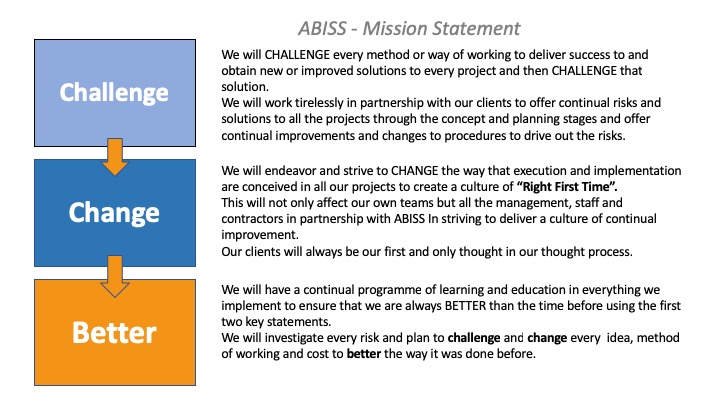 ABISS - Mission Statement
Challenge
We will CHALLENGE every method or way of working to deliver success to and
obtain new or improved solutions to every project and then CHALLENGE that
solution.
We will work tirelessly in partnership with our clients to offer continual risks and
solutions to all the projects through the concept and planning stages and offer
continual improvements and changes to procedures to drive out the risks.
Change
We will endeavor and strive to CHANGE the way that execution and implementation
are conceived in all our projects to create a culture of “Right First Time”.
This will not only affect our own teams but all the management, staff and
contractors in partnership with ABISS In striving to deliver a culture of continual
improvement.
Our clients will always be our first and only thought in our thought process.
Better
We will have a continual programme of learning and education in everything we
implement to ensure that we are always BETTER than the time before using the first
two key statements.
We will investigate every risk and plan to challenge and change every idea, method
of working and cost to better the way it was done before.